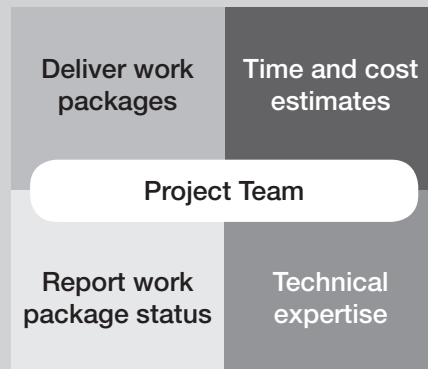 Deliver work
packages
Time and cost
estimates
Project Team
Report work
package status
Technical
expertise